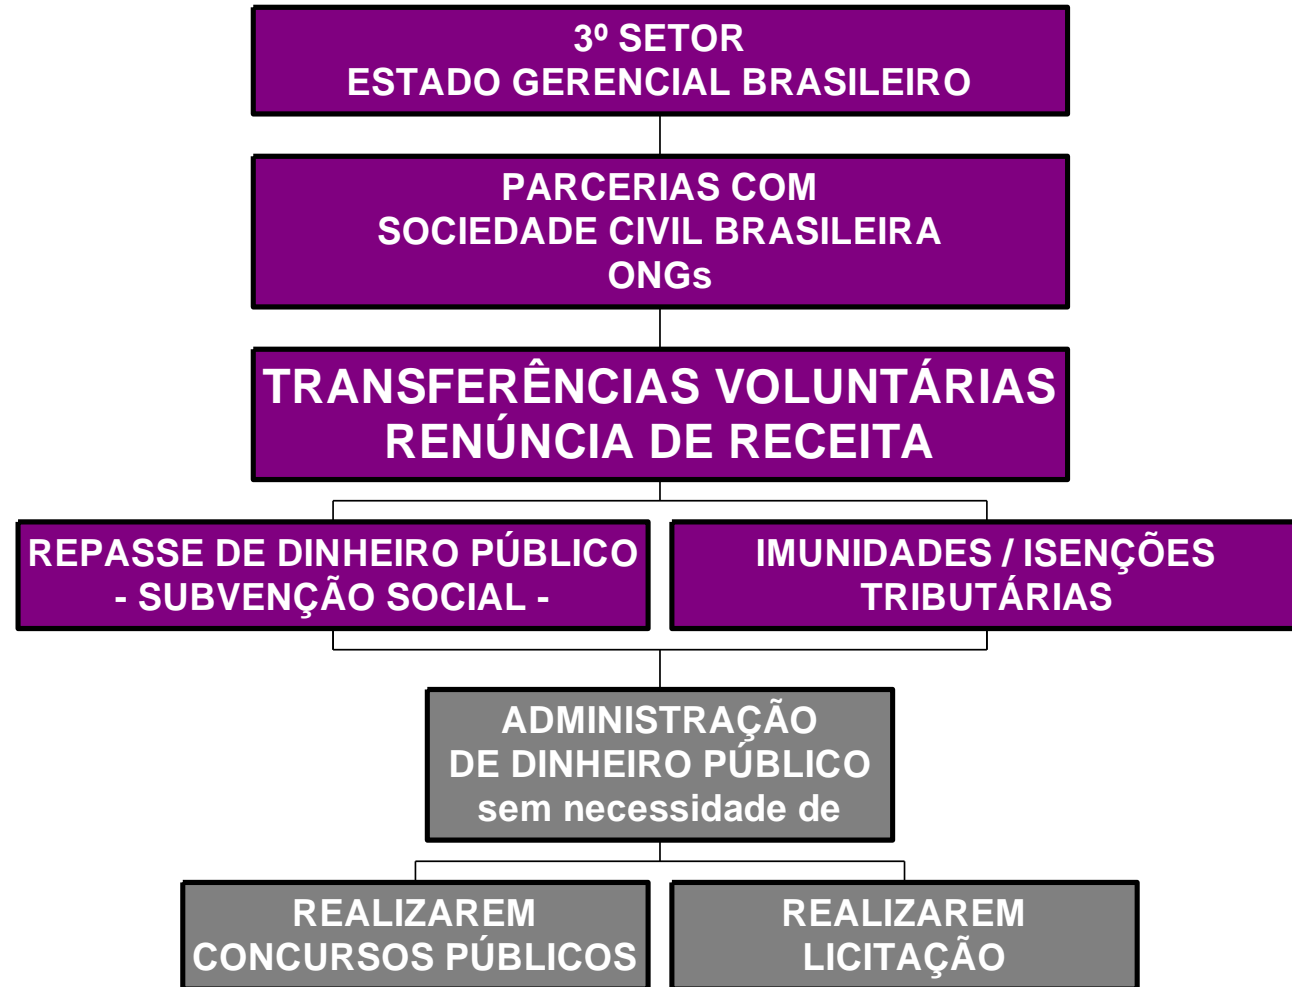 3º SETOR
ESTADO GERENCIAL BRASILEIRO
PARCERIAS COM
SOCIEDADE CIVIL BRASILEIRA
ONGs
TRANSFERÊNCIAS VOLUNTÁRIAS
RENÚNCIA DE RECEITA
REPASSE DE DINHEIRO PÚBLICO
- SUBVENÇÃO SOCIAL -
IMUNIDADES / ISENÇÕES
TRIBUTÁRIAS
ADMINISTRAÇÃO
DE DINHEIRO PÚBLICO
sem necessidade de
REALIZAREM
CONCURSOS PÚBLICOS
REALIZAREM
LICITAÇÃO